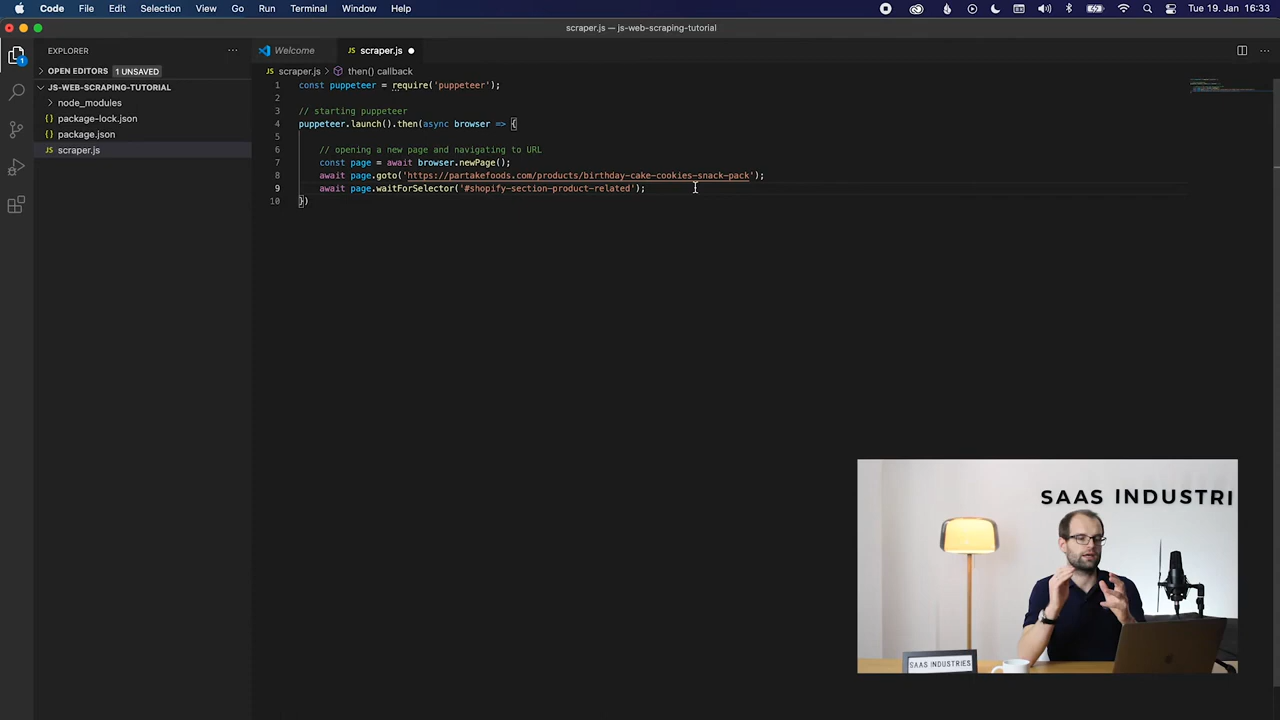 Code File Edit Selection View Go Run Terminal Window Help Tue 19. Jan 16:33
scraper.js — js-web-scraping-tutorial
EXPLORER
Welcome
scraper.js
OPEN EDITORS 1 UNSAVED
scraper.js then() callback
JS-WEB-SCRAPING-TUTORIAL
node_modules
package-lock.json
package.json
JS scraper.js
1 const puppeteer = require('puppeteer');
2
3 // starting puppeteer
4 puppeteer.launch().then(async browser => {
5
6 // opening a new page and navigating to URL
7 const page = await browser.newPage();
8 await page.goto('https://partakefoods.com/products/birthday-cake-cookies-snack-pack');
9 await page.waitForSelector('#shopify-section-product-related');
10 })
1
SAAS INDUSTRI
SAAS INDUSTRIES